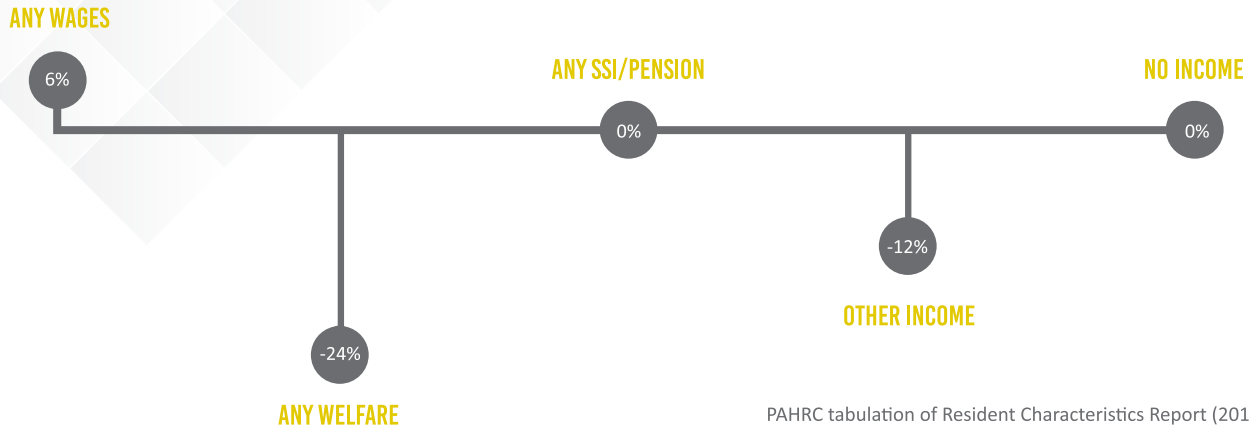 ANY WAGES
6%
ANY SSI/PENSION
0%
NO INCOME
0%
-12%
OTHER INCOME
-24%
ANY WELFARE
PAHRC tabulation of Resident Characteristics Report (201